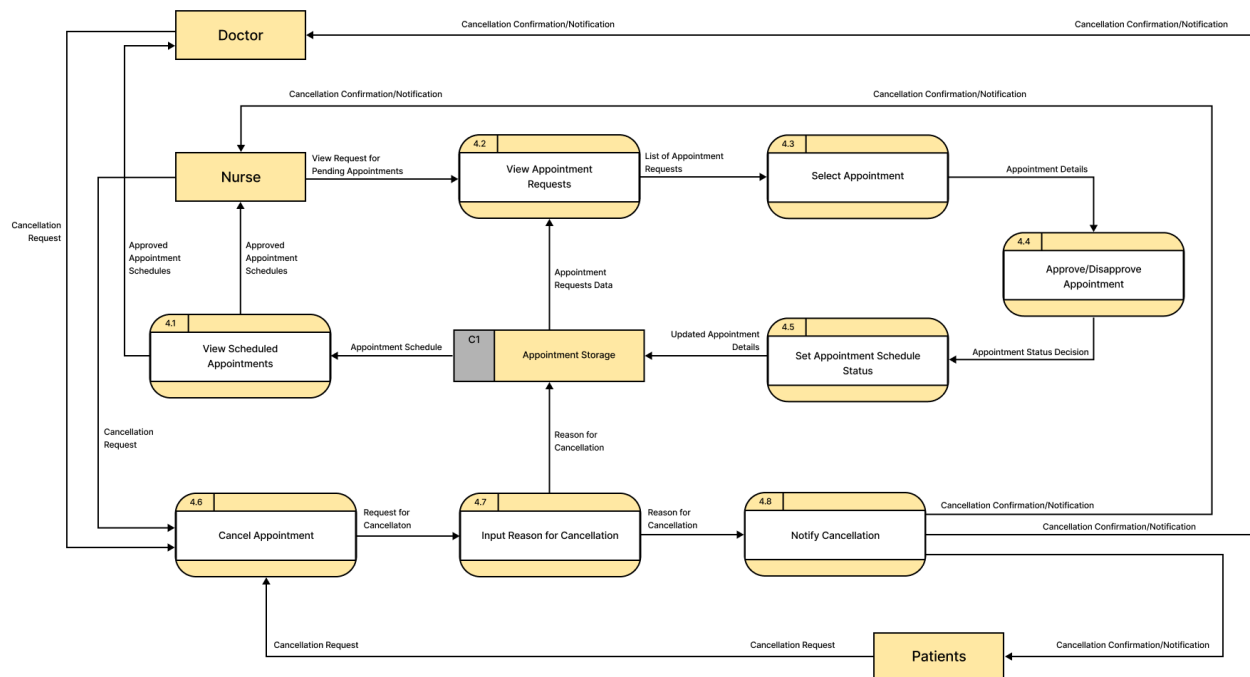 Cancellation Confirmation/Notification
Cancellation Confirmation/Notification
Doctor
Cancellation Confirmation/Notification
Cancellation Confirmation/Notification
4.2
4.3
View Request for
Pending Appointments
View Appointment
Requests
List of Appointment
Requests
Select Appointment
Appointment Details
Nurse
Cancellation
Request
Approved
Appointment
Schedules
Approved
Appointment
Schedules
Appointment
Requests Data
4.4
Approve/Disapprove
Appointment
4.1
View Scheduled
Appointments
Appointment Schedule
C1
Appointment Storage
Updated Appointment
Details
4.5
Set Appointment Schedule
Status
Appointment Status Decision
Cancellation
Request
Reason for
Cancellation
4.6
Cancel Appointment
Request for
Cancellaton
4.7
Input Reason for Cancellation
Reason for
Cancellation
4.8
Notify Cancellation
Cancellation Confirmation/Notification
Cancellation Confirmation/Notification
Cancellation Request
Cancellation Request
Patients
Cancellation Confirmation/Notification